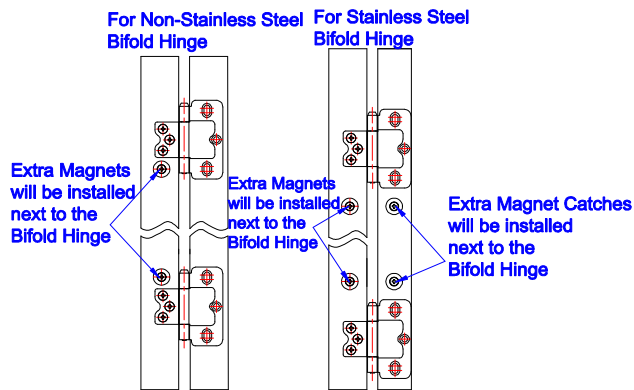 For Non-Stainless Steel
Bifold Hinge
For Stainless Steel
Bifold Hinge
Extra Magnets
will be installed
next to the
Bifold Hinge
Extra Magnets
will be installed
next to the
Bifold Hinge
Extra Magnet Catches
will be installed
next to the
Bifold Hinge